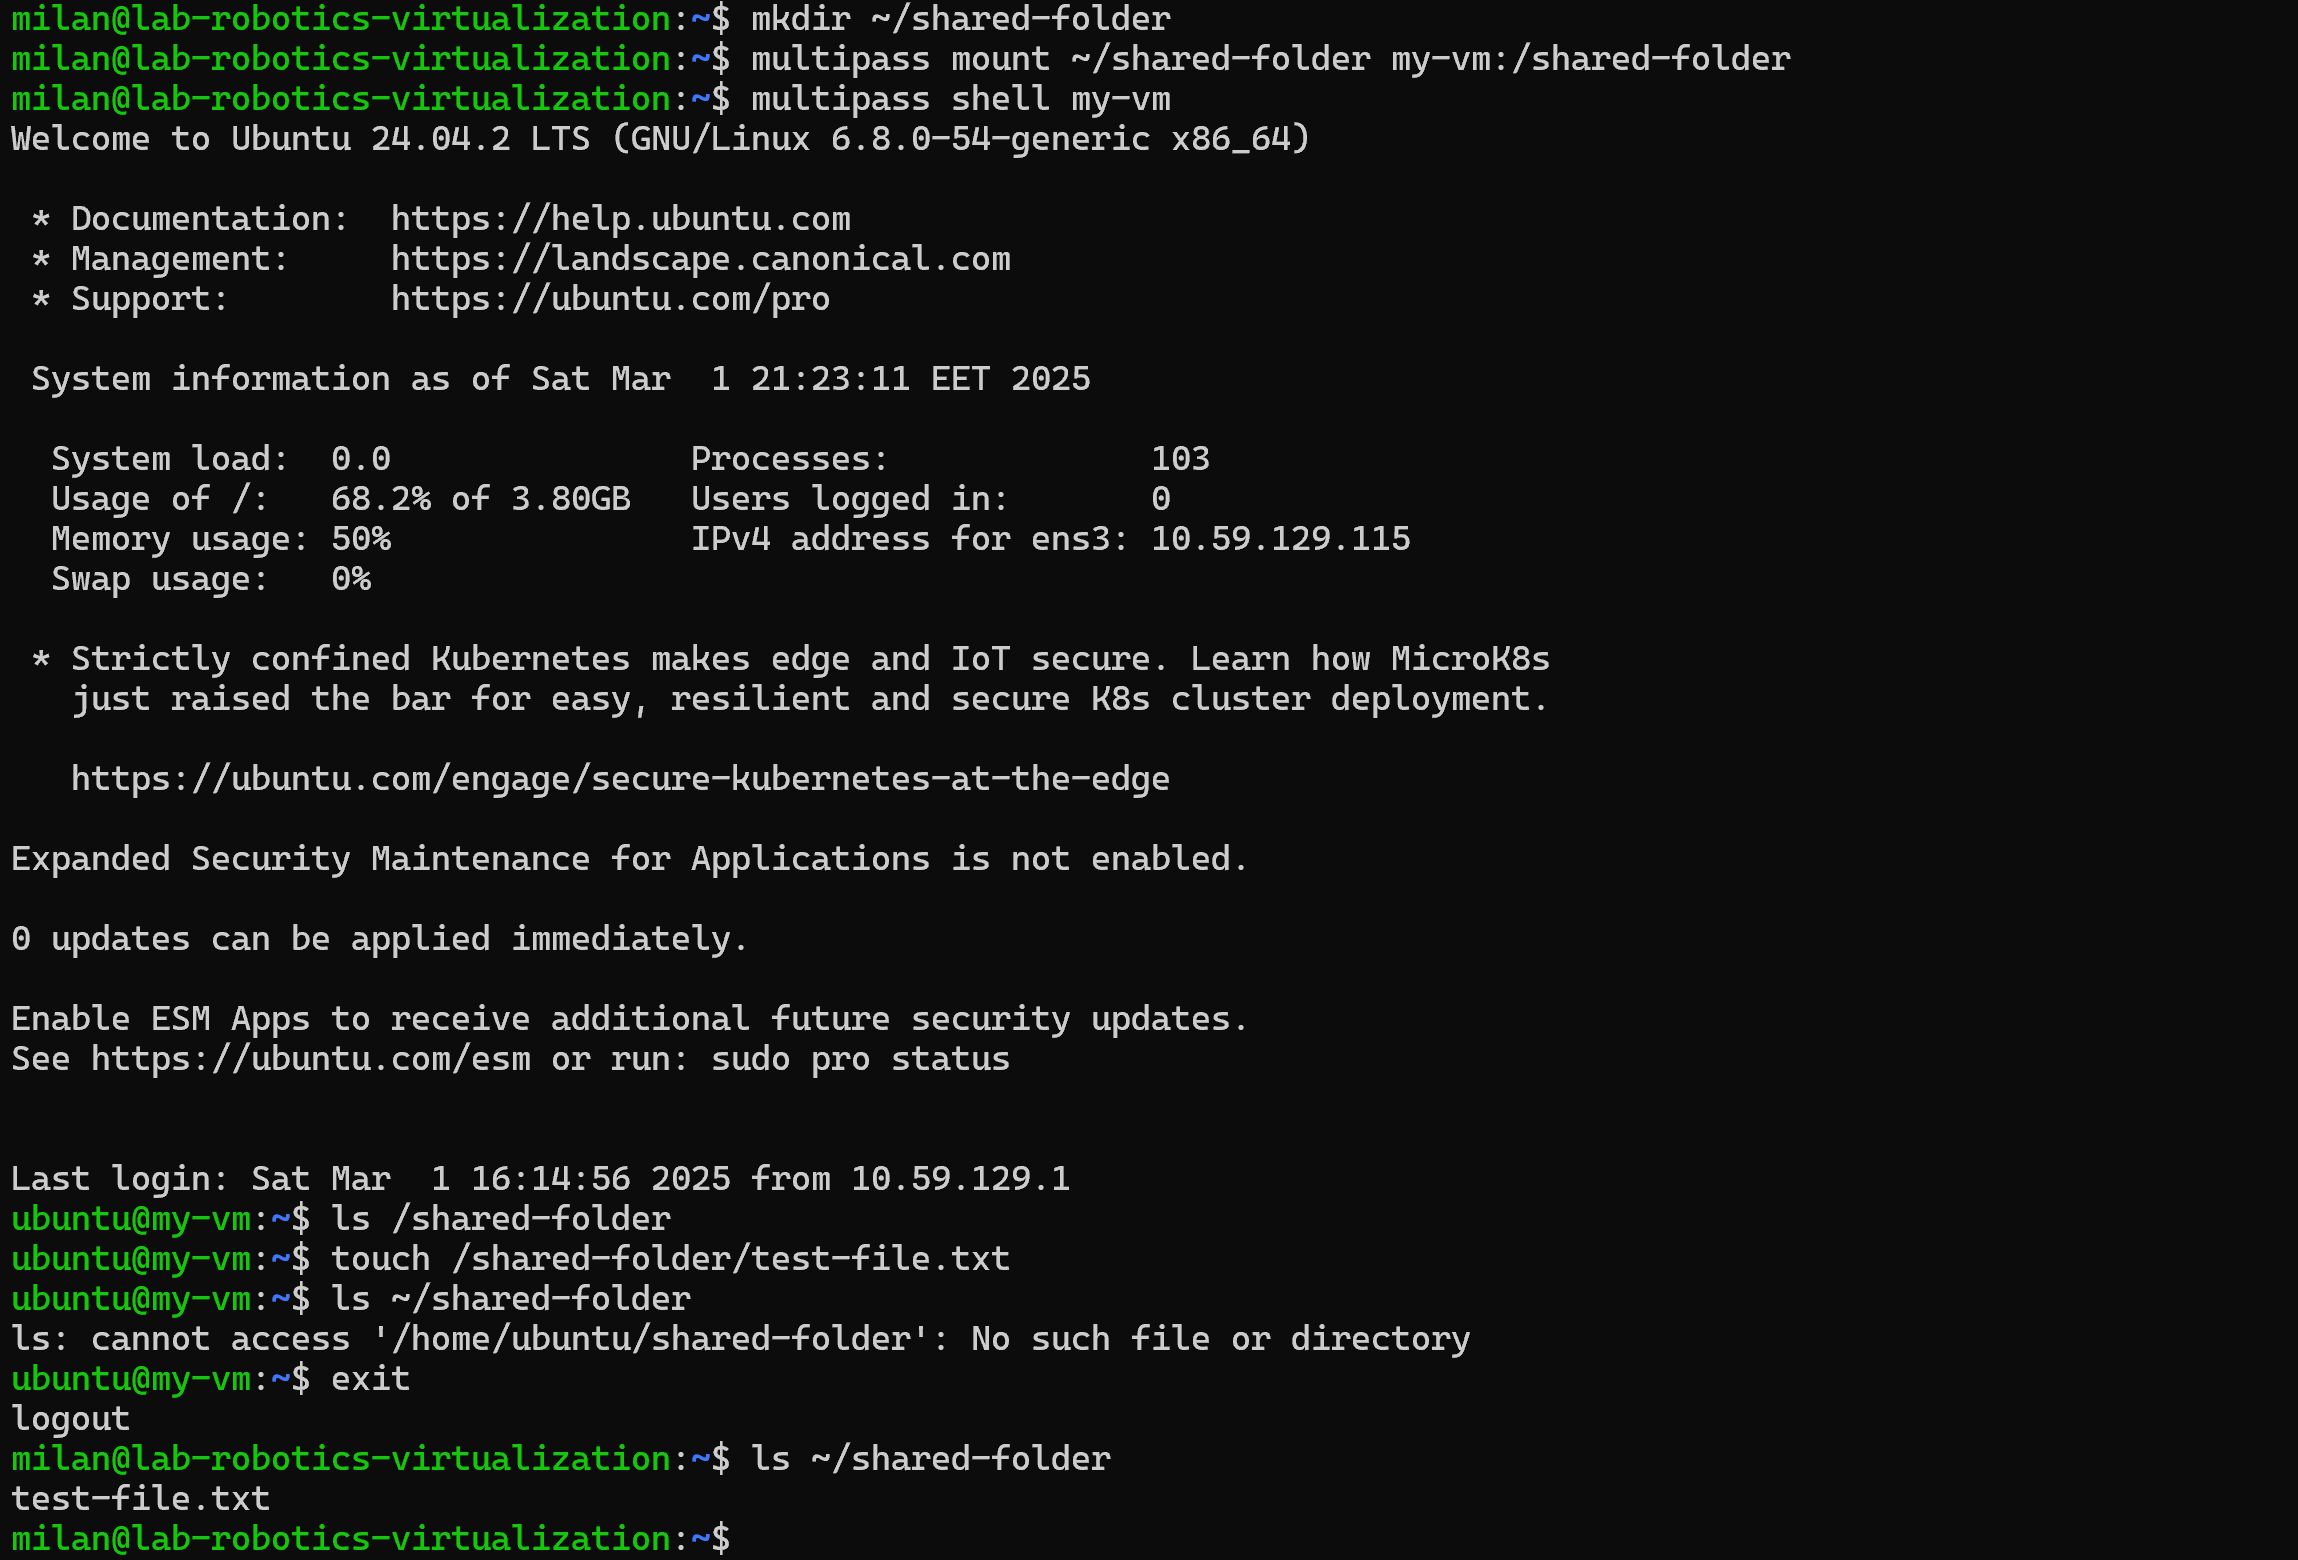 milan@lab-robotics-virtualization:~$ mkdir ~/shared-folder
milan@lab-robotics-virtualization:~$ multipass mount ~/shared-folder my-vm:/shared-folder
milan@lab-robotics-virtualization:~$ multipass shell my-vm
Welcome to Ubuntu 24.04.2 LTS (GNU/Linux 6.8.0-54-generic x86_64)

 * Documentation:  https://help.ubuntu.com
 * Management:     https://landscape.canonical.com
 * Support:        https://ubuntu.com/pro

 System information as of Sat Mar  1 21:23:11 EET 2025

  System load:  0.0               Processes:             103
  Usage of /:   68.2% of 3.80GB   Users logged in:       0
  Memory usage: 50%               IPv4 address for ens3: 10.59.129.115
  Swap usage:   0%

 * Strictly confined Kubernetes makes edge and IoT secure. Learn how MicroK8s
   just raised the bar for easy, resilient and secure K8s cluster deployment.

   https://ubuntu.com/engage/secure-kubernetes-at-the-edge

Expanded Security Maintenance for Applications is not enabled.

0 updates can be applied immediately.

Enable ESM Apps to receive additional future security updates.
See https://ubuntu.com/esm or run: sudo pro status


Last login: Sat Mar  1 16:14:56 2025 from 10.59.129.1
ubuntu@my-vm:~$ ls /shared-folder
ubuntu@my-vm:~$ touch /shared-folder/test-file.txt
ubuntu@my-vm:~$ ls ~/shared-folder
ls: cannot access '/home/ubuntu/shared-folder': No such file or directory
ubuntu@my-vm:~$ exit
logout
milan@lab-robotics-virtualization:~$ ls ~/shared-folder
test-file.txt
milan@lab-robotics-virtualization:~$